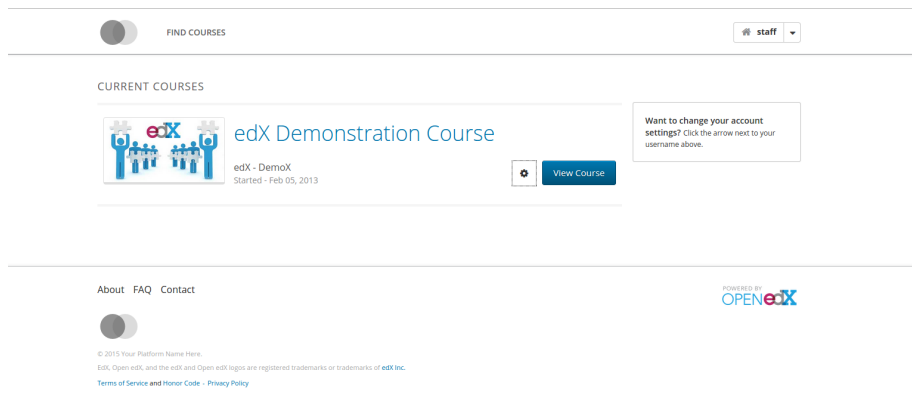 FIND COURSES
staff
CURRENT COURSES
edX
edX Demonstration Course
edX - DemoX
Started - Feb 05, 2013
View Course
Want to change your account
settings? Click the arrow next to your
username above.
About FAQ Contact
POWERED BY
OPEN edX
© 2015 Your Platform Name Here.
EdX, Open edX, and the edX and Open edX logos are registered trademarks or trademarks of edX Inc.
Terms of Service and Honor Code - Privacy Policy